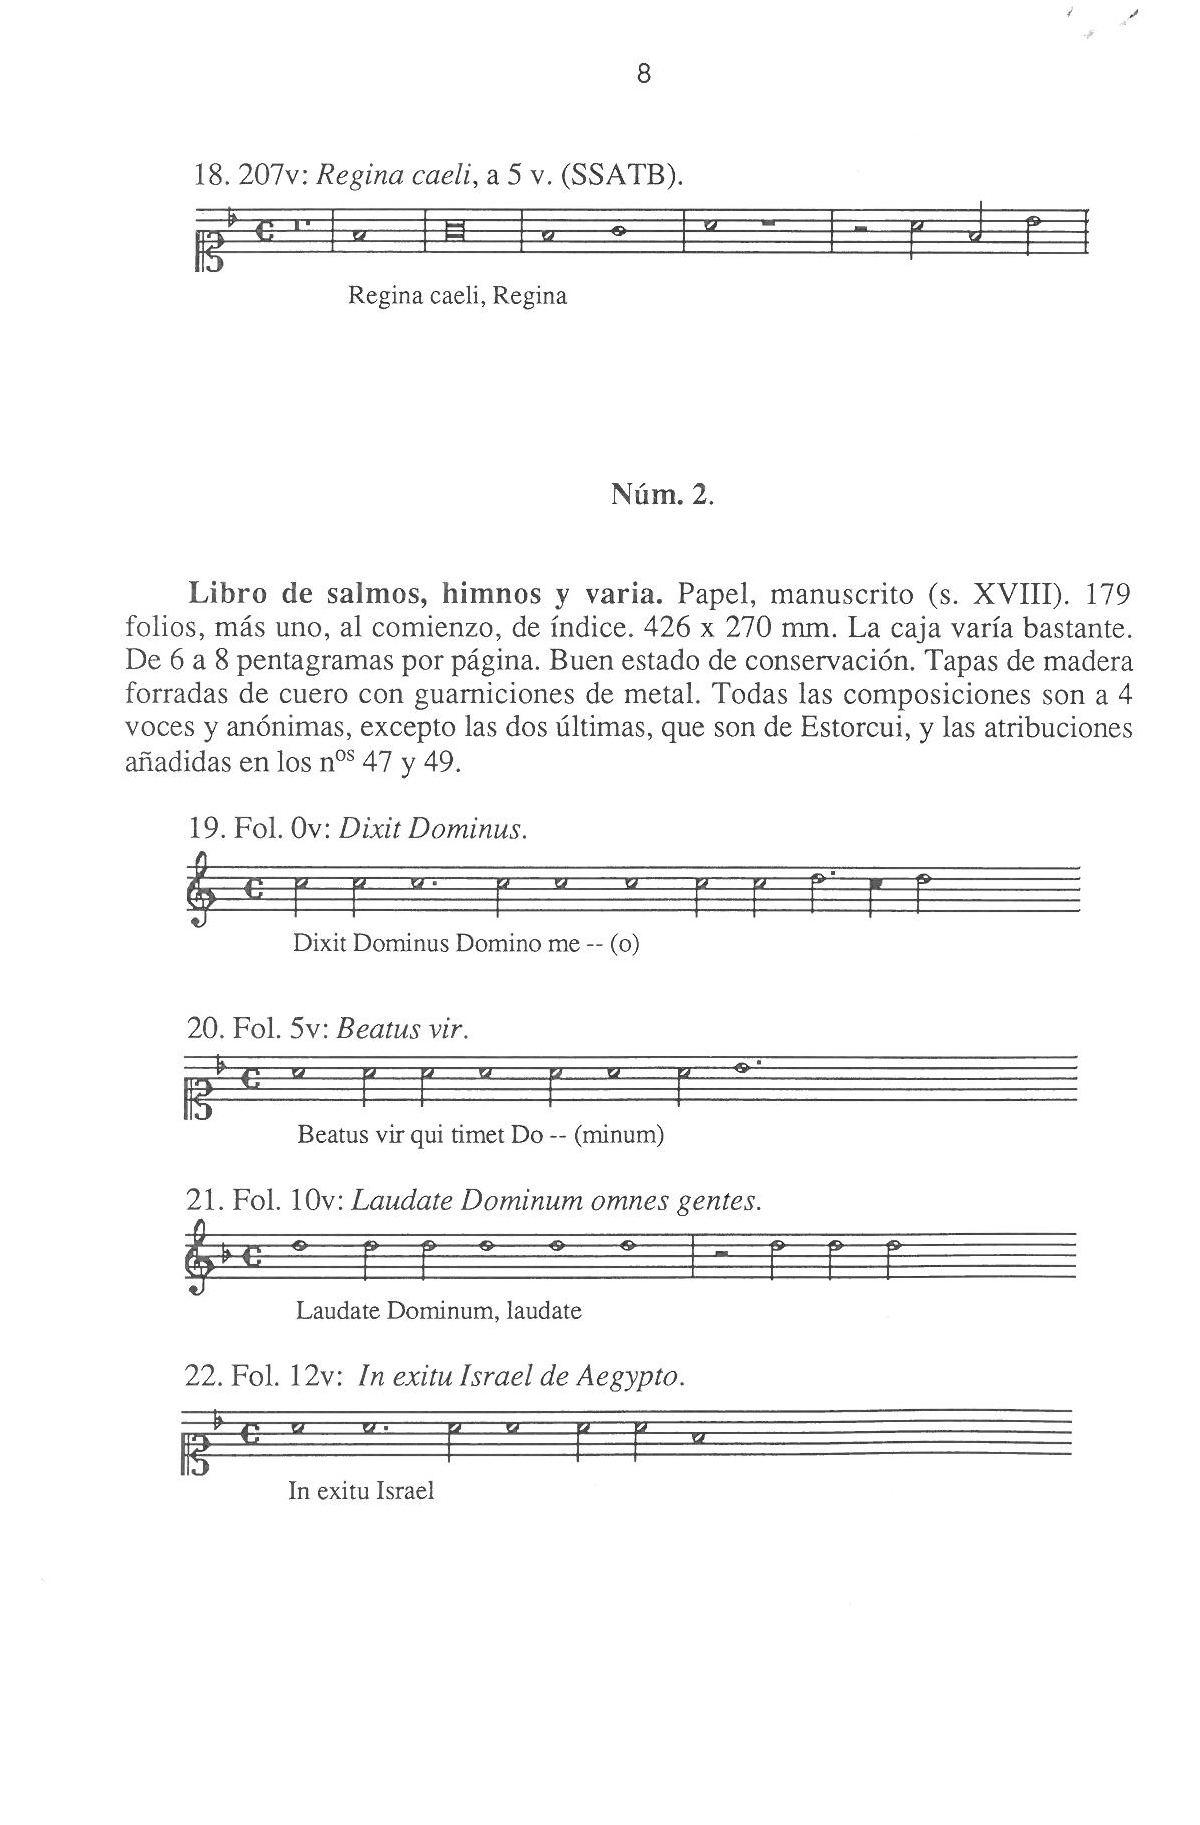 8
18. 207v: Regina caeli, a 5 v. (SSATB).
Regina caeli, Regina
Núm. 2.
Libro de salmos, himnos y varia. Papel, manuscrito (s. XVIII). 179
folios, más uno, al comienzo, de índice. 426 x 270 mm. La caja varía bastante.
De 6 a 8 pentagramas por página. Buen estado de conservación. Tapas de madera
forradas de cuero con guarniciones de metal. Todas las composiciones son a 4
voces y anónimas, excepto las dos últimas, que son de Estorcui, y las atribuciones
añadidas en los nos 47 y 49.
19. Fol. 0v: Dixit Dominus.
Dixit Dominus Domino me -- (o)
20. Fol. 5v: Beatus vir.
Beatus vir qui timet Do -- (minum)
21. Fol. 10v: Laudate Dominum omnes gentes.
Laudate Dominum, laudate
22. Fol. 12v: In exitu Israel de Aegypto.
In exitu Israel